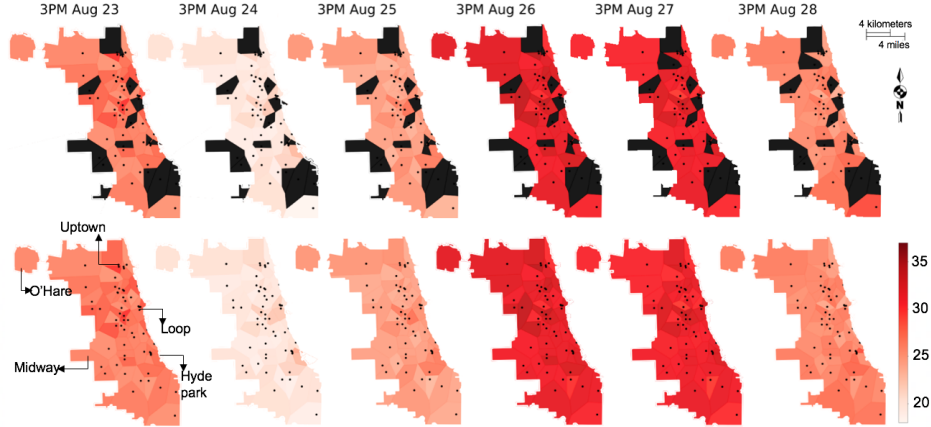 3PM Aug 23
3PM Aug 24
3PM Aug 25
3PM Aug 26
3PM Aug 27
3PM Aug 28
4 kilometers
4 miles
N
Uptown
O'Hare
Loop
Midway
Hyde
park
35
30
25
20